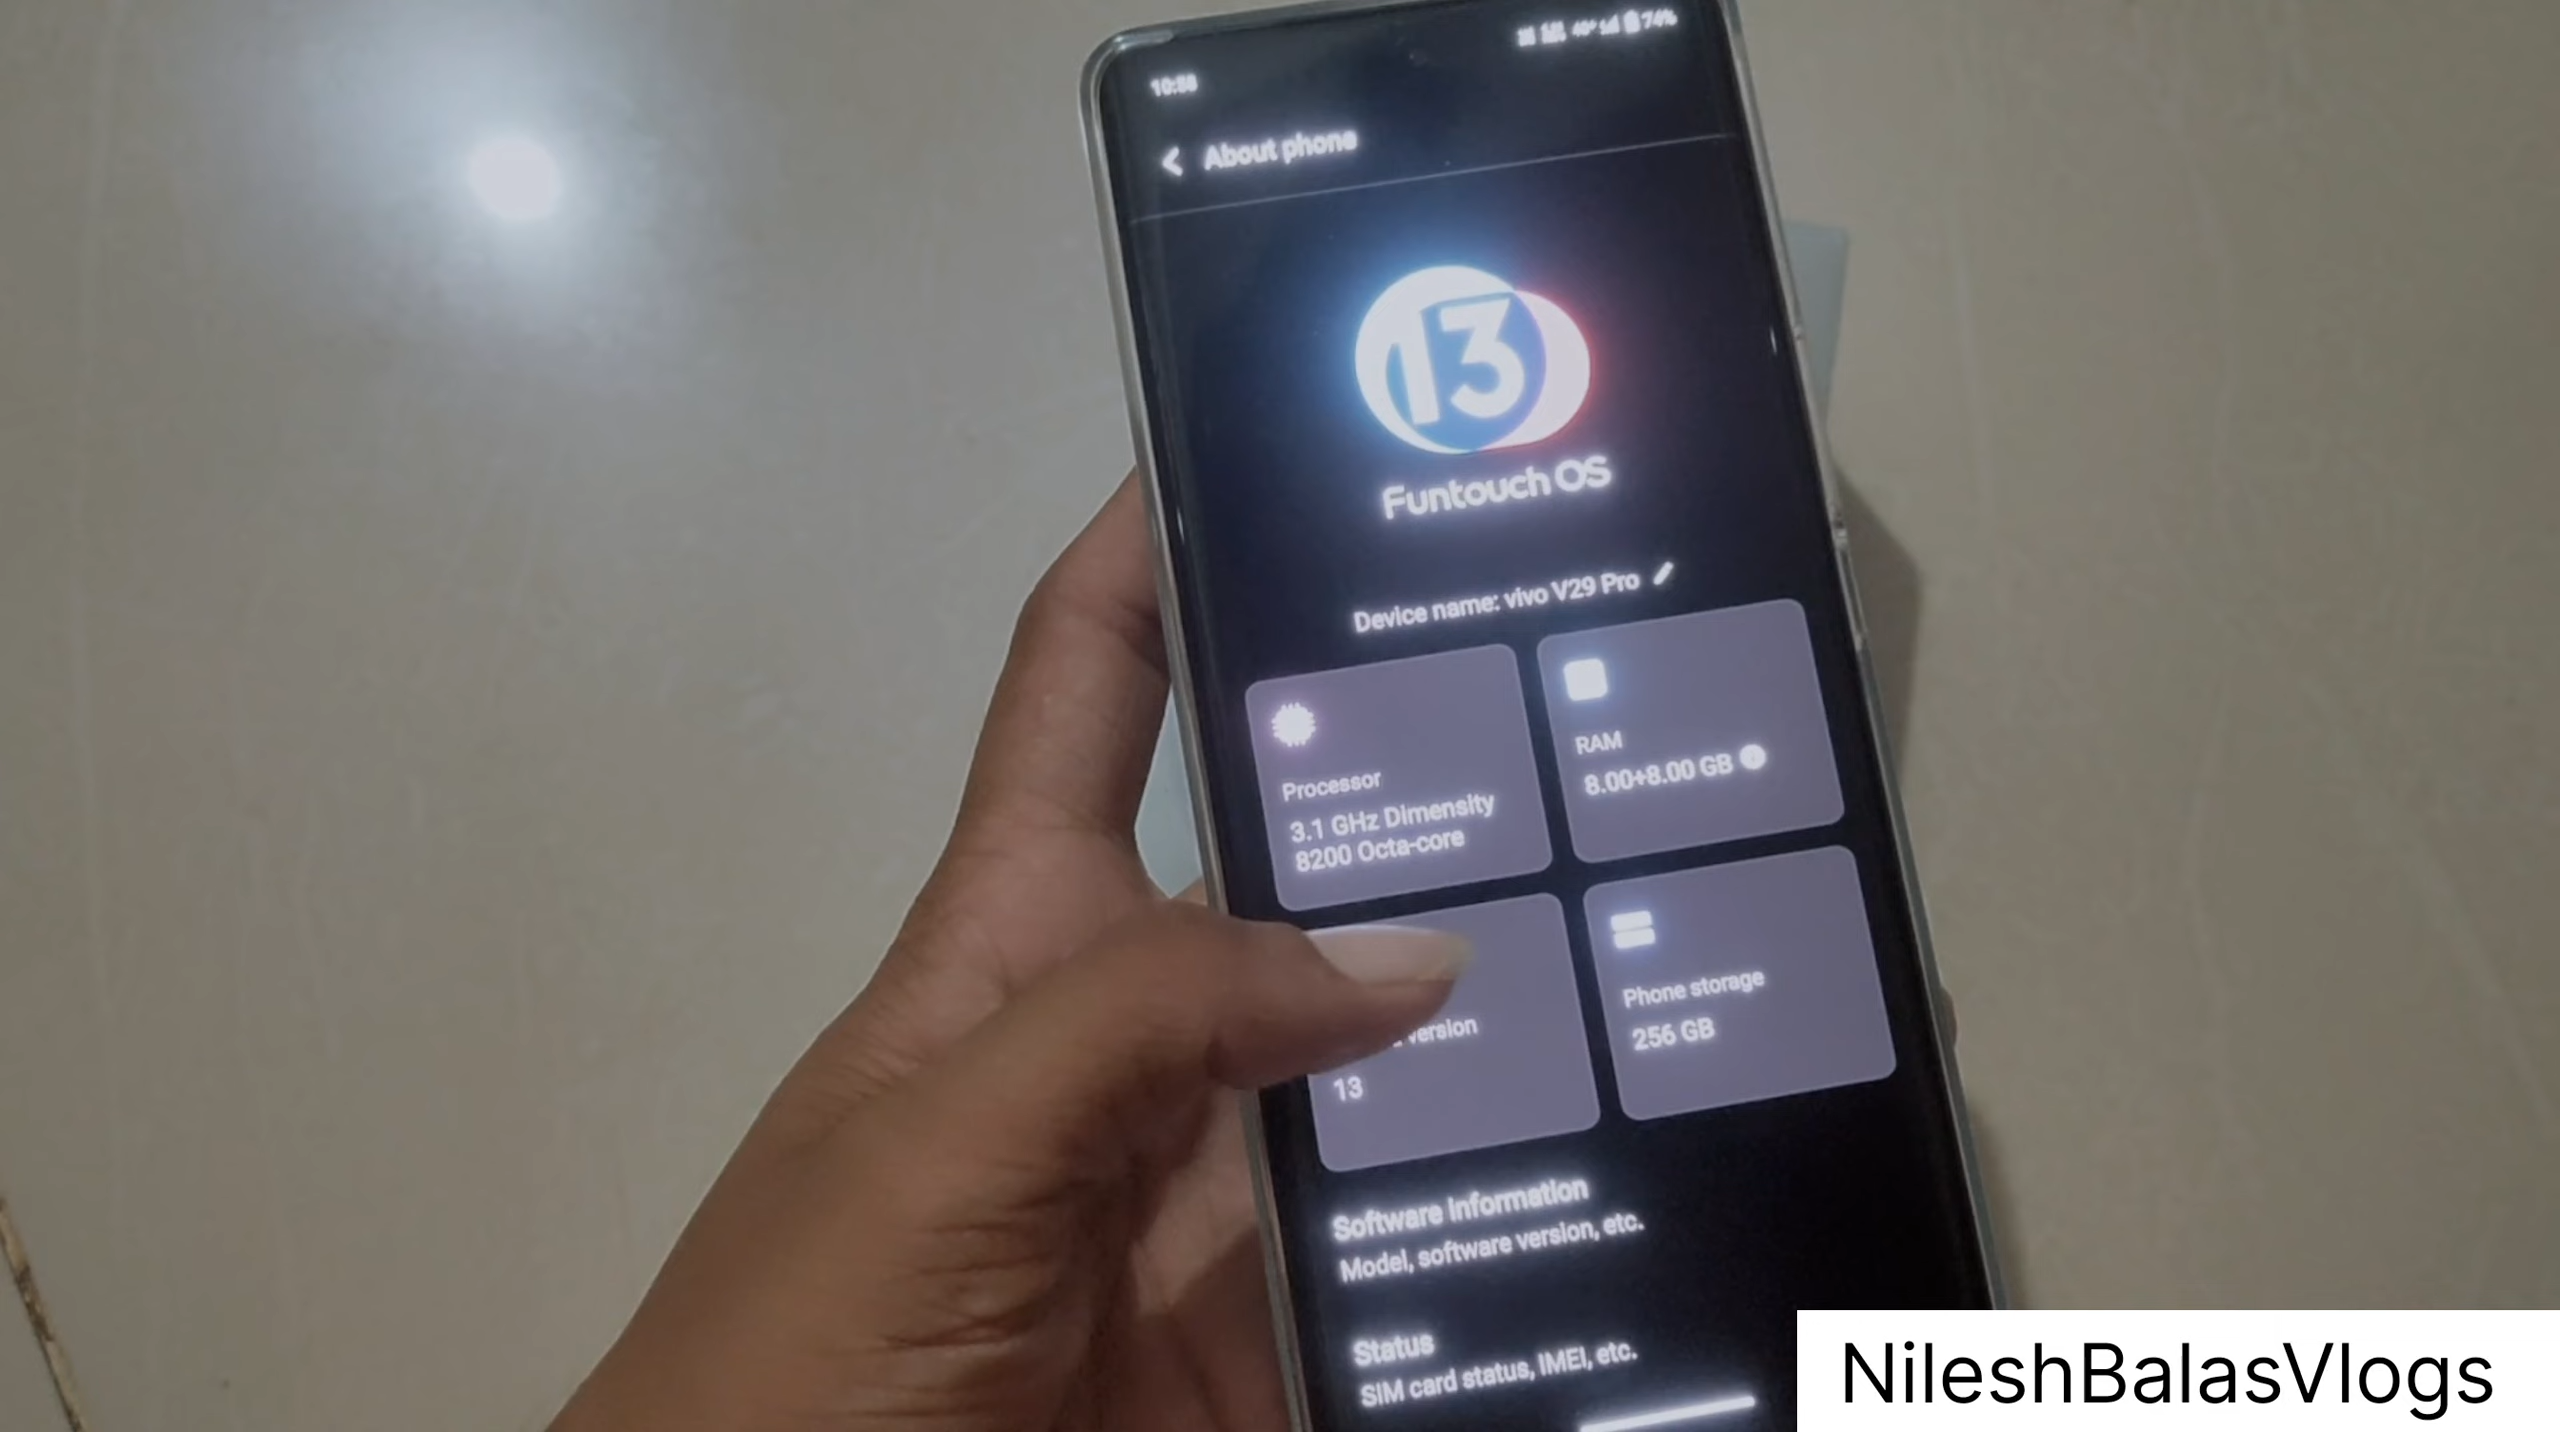 10:58
74%
About phone
13
Funtouch OS
Device name: vivo V29 Pro
Processor
3.1 GHz Dimensity
8200 Octa-core
RAM
8.00+8.00 GB
version
13
Phone storage
256 GB
Software information
Model, software version, etc.
Status
SIM card status, IMEI, etc.
NileshBalasVlogs